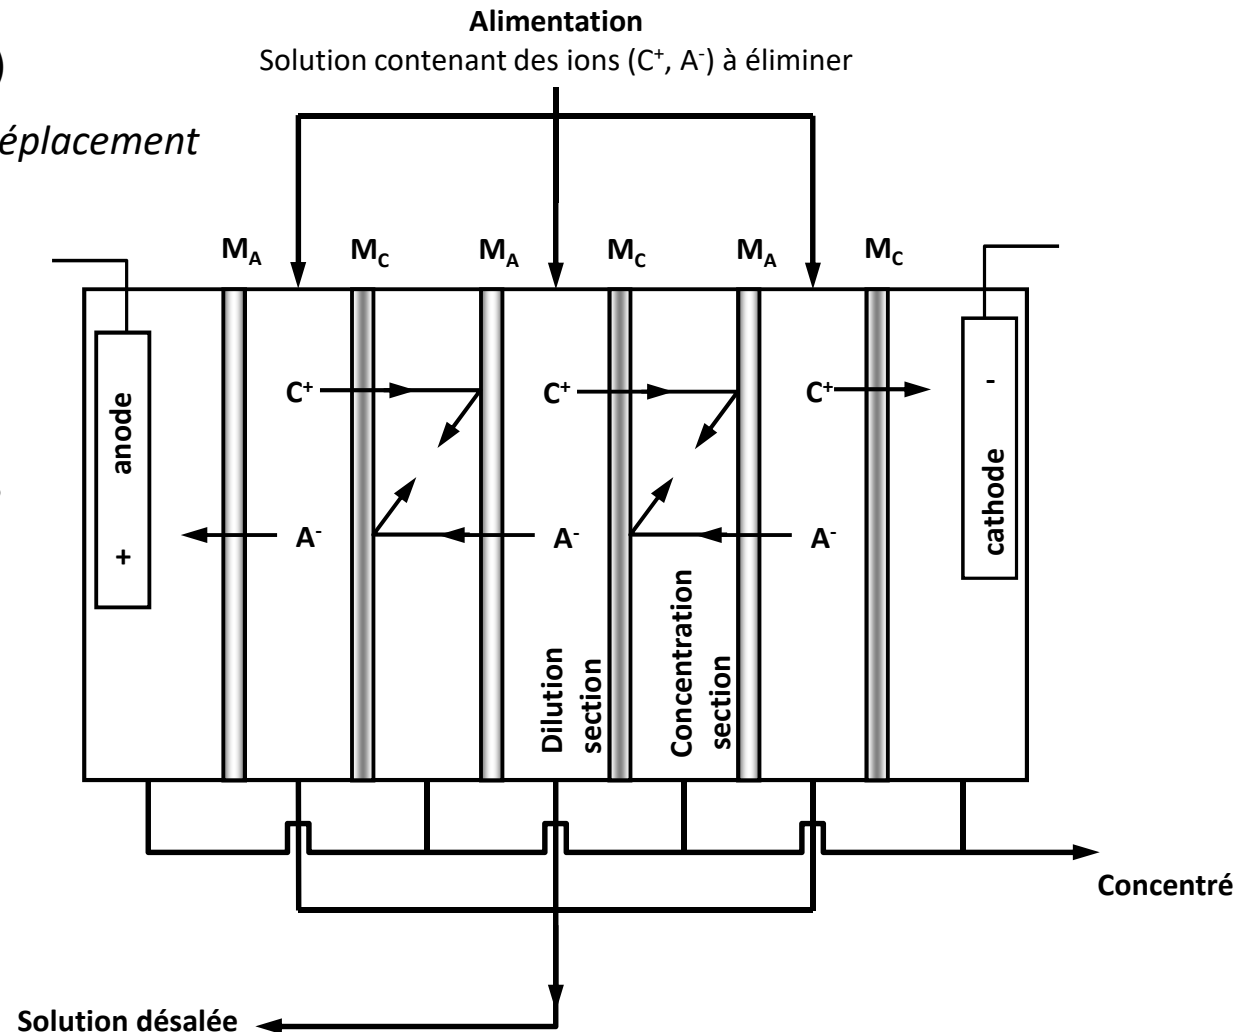 Alimentation
Solution contenant des ions (C⁺, A⁻) à éliminer
)
éplacement
M_A
M_C
M_A
M_C
M_A
M_C
anode
+
C⁺
C⁺
C⁺
-
cathode
A⁻
A⁻
A⁻
Dilution
section
Concentration
section
Concentré
Solution désalée